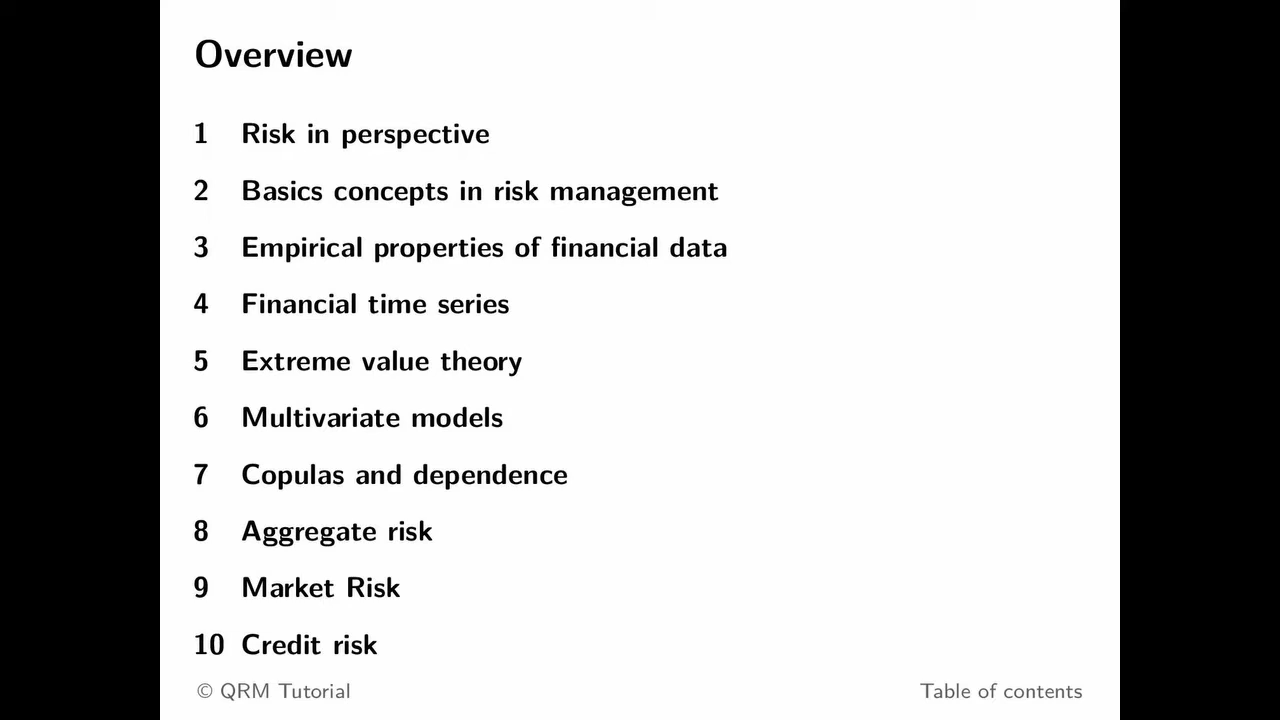 Overview
1 Risk in perspective
2 Basics concepts in risk management
3 Empirical properties of financial data
4 Financial time series
5 Extreme value theory
6 Multivariate models
7 Copulas and dependence
8 Aggregate risk
9 Market Risk
10 Credit risk
© QRM Tutorial
Table of contents